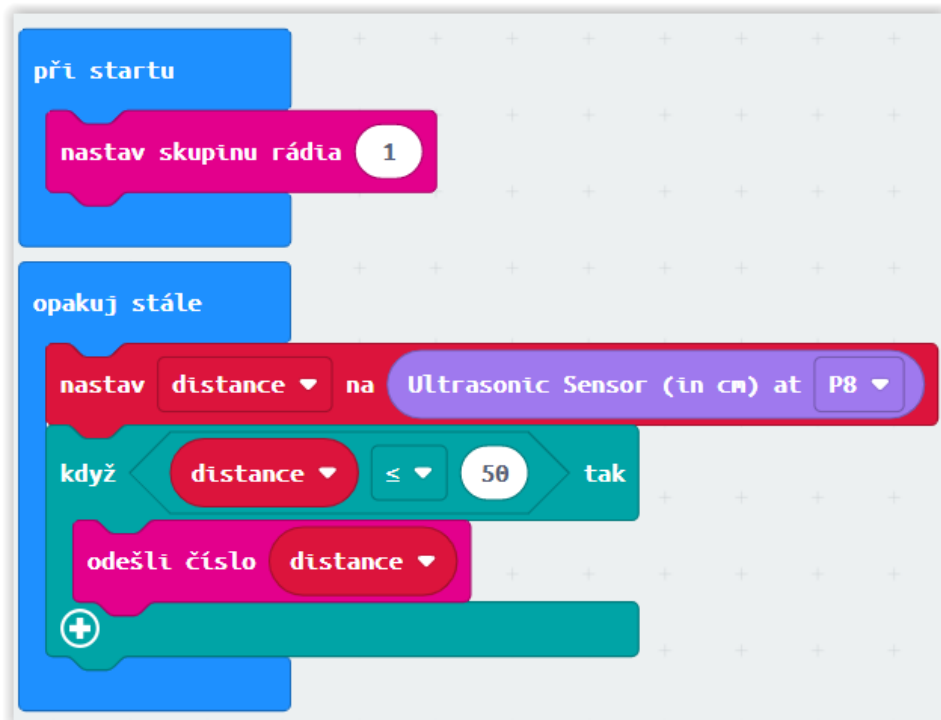 při startu
nastav skupinu rádia 1
opakuj stále
nastav distance na Ultrasonic Sensor (in cm) at P8
když distance ≤ 50 tak
odešli číslo distance